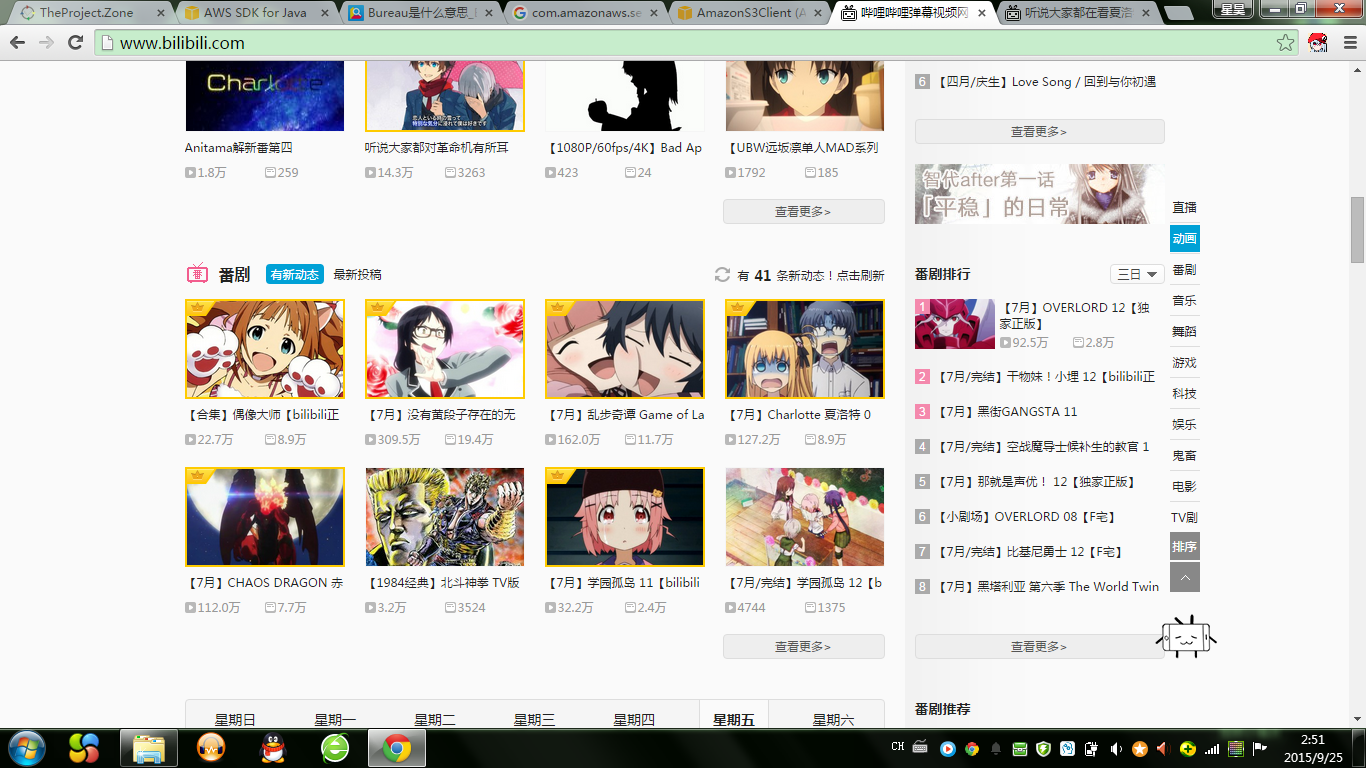 TheProject.Zone
AWS SDK for Java
Bureau是什么意思_
com.amazonaws.se
AmazonS3Client (A
哔哩哔哩弹幕视频网
听说大家都在看夏洛
星昊
www.bilibili.com
Charlotte
Anitama解新番第四
1.8万 259
听说大家都对革命机有所耳
14.3万 3263
【1080P/60fps/4K】Bad Ap
423 24
【UBW远坂凛单人MAD系列
1792 185
查看更多>
6 【四月/庆生】Love Song / 回到与你初遇
查看更多>
智代after第一话
「平稳」的日常
番剧
有新动态
最新投稿
有 41 条新动态！点击刷新
【合集】偶像大师【bilibili正
22.7万 8.9万
【7月】没有黄段子存在的无
309.5万 19.4万
【7月】乱步奇谭 Game of La
162.0万 11.7万
【7月】Charlotte 夏洛特 0
127.2万 8.9万
【7月】CHAOS DRAGON 赤
112.0万 7.7万
【1984经典】北斗神拳 TV版
3.2万 3524
【7月】学园孤岛 11【bilibili
32.2万 2.4万
【7月/完结】学园孤岛 12【b
4744 1375
查看更多>
番剧排行
三日
1 【7月】OVERLORD 12【独
家正版】
92.5万 2.8万
2 【7月/完结】干物妹！小埋 12【bilibili正
3 【7月】黑街GANGSTA 11
4 【7月/完结】空战魔导士候补生的教官 1
5 【7月】那就是声优！ 12【独家正版】
6 【小剧场】OVERLORD 08【F宅】
7 【7月/完结】比基尼勇士 12【F宅】
8 【7月】黑塔利亚 第六季 The World Twin
查看更多>
番剧推荐
直播
动画
番剧
音乐
舞蹈
游戏
科技
娱乐
鬼畜
电影
TV剧
排序
星期日 星期一 星期二 星期三 星期四 星期五 星期六
CH
2:51
2015/9/25